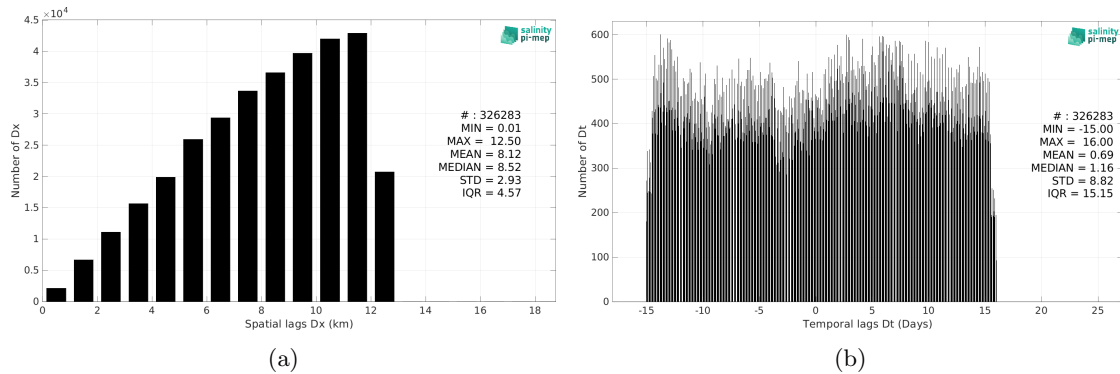 ×10⁴
4.5
4
3.5
3
2.5
2
1.5
1
0.5
0
Number of Dx
salinity
pi-mep
# : 326283
MIN = 0.01
MAX = 12.50
MEAN = 8.12
MEDIAN = 8.52
STD = 2.93
IQR = 4.57
0 2 4 6 8 10 12 14 16 18
Spatial lags Dx (km)
(a)
600
500
400
300
200
100
0
Number of Dt
salinity
pi-mep
# : 326283
MIN = -15.00
MAX = 16.00
MEAN = 0.69
MEDIAN = 1.16
STD = 8.82
IQR = 15.15
-15 -10 -5 0 5 10 15 20 25
Temporal lags Dt (Days)
(b)